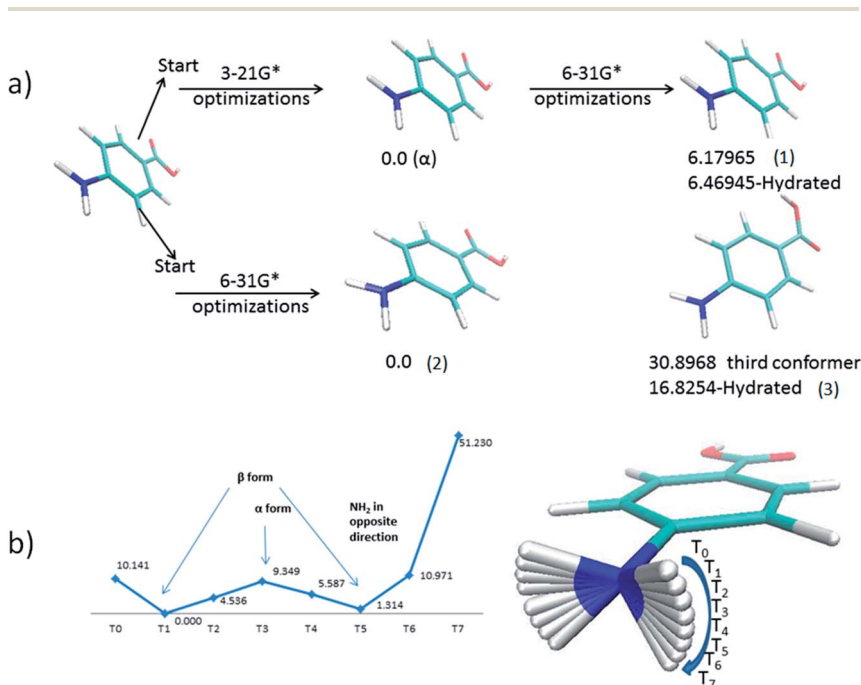 a)
Start
3-21G*
optimizations
6-31G*
optimizations
0.0 (α)
6.17965 (1)
6.46945-Hydrated
Start
6-31G*
optimizations
0.0 (2)
30.8968 third conformer
16.8254-Hydrated (3)
b)
β form
α form
NH₂ in
opposite
direction
10.141
0.000
4.536
9.349
5.587
1.314
10.971
51.230
T0
T1
T2
T3
T4
T5
T6
T7
T₀
T₁
T₂
T₃
T₄
T₅
T₆
T₇